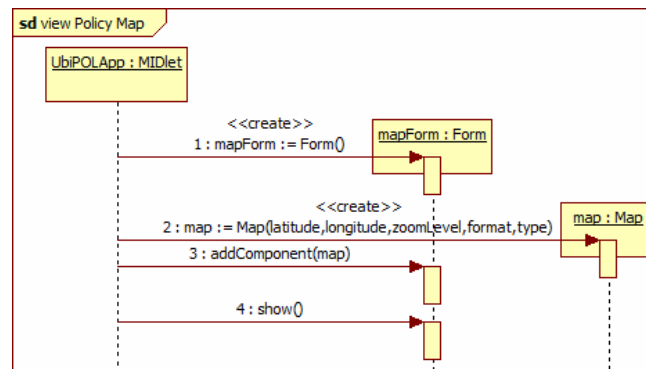 sd view Policy Map
UbiPOLApp : MIDlet
<<create>>
1 : mapForm := Form()
mapForm : Form
<<create>>
2 : map := Map(latitude,longitude,zoomLevel,format,type)
map : Map
3 : addComponent(map)
4 : show()